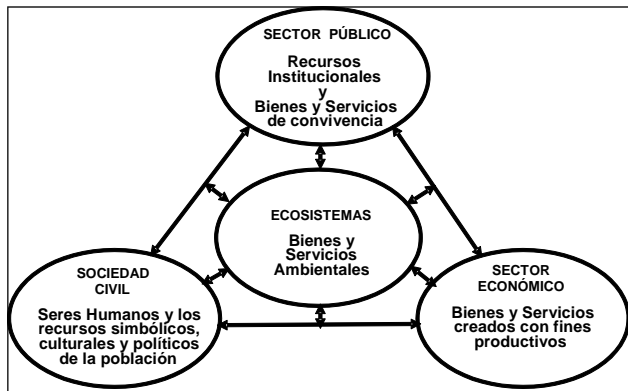 SECTOR PÚBLICO
Recursos
Institucionales
y
Bienes y Servicios
de convivencia
ECOSISTEMAS
Bienes y
Servicios
Ambientales
SOCIEDAD
CIVIL
Seres Humanos y los
recursos simbólicos,
culturales y políticos
de la población
SECTOR
ECONÓMICO
Bienes y Servicios
creados con fines
productivos